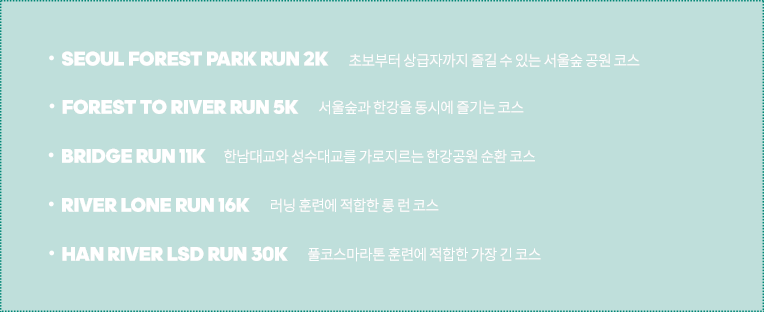 • SEOUL FOREST PARK RUN 2K 초보부터 상급자까지 즐길 수 있는 서울숲 공원 코스
• FOREST TO RIVER RUN 5K 서울숲과 한강을 동시에 즐기는 코스
• BRIDGE RUN 11K 한남대교와 성수대교를 가로지르는 한강공원 순환 코스
• RIVER LONE RUN 16K 러닝 훈련에 적합한 롱 런 코스
• HAN RIVER LSD RUN 30K 풀코스마라톤 훈련에 적합한 가장 긴 코스